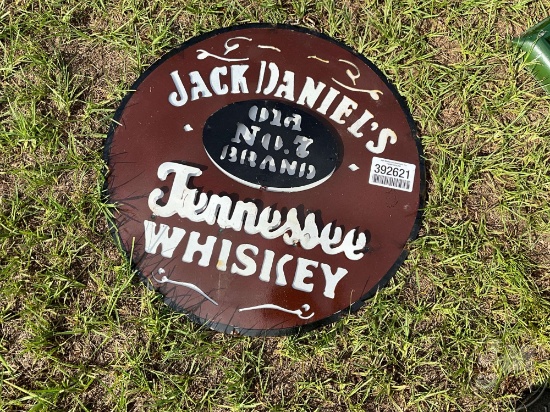 JACK DANIEL'S
Old
NO.7
BRAND
392621
Tennessee
WHISKEY